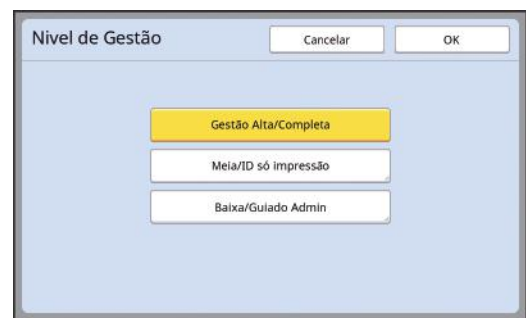 Nivel de Gestão
Cancelar
OK
Gestão Alta/Completa
Meia/ID só impressão
Baixa/Guiado Admin